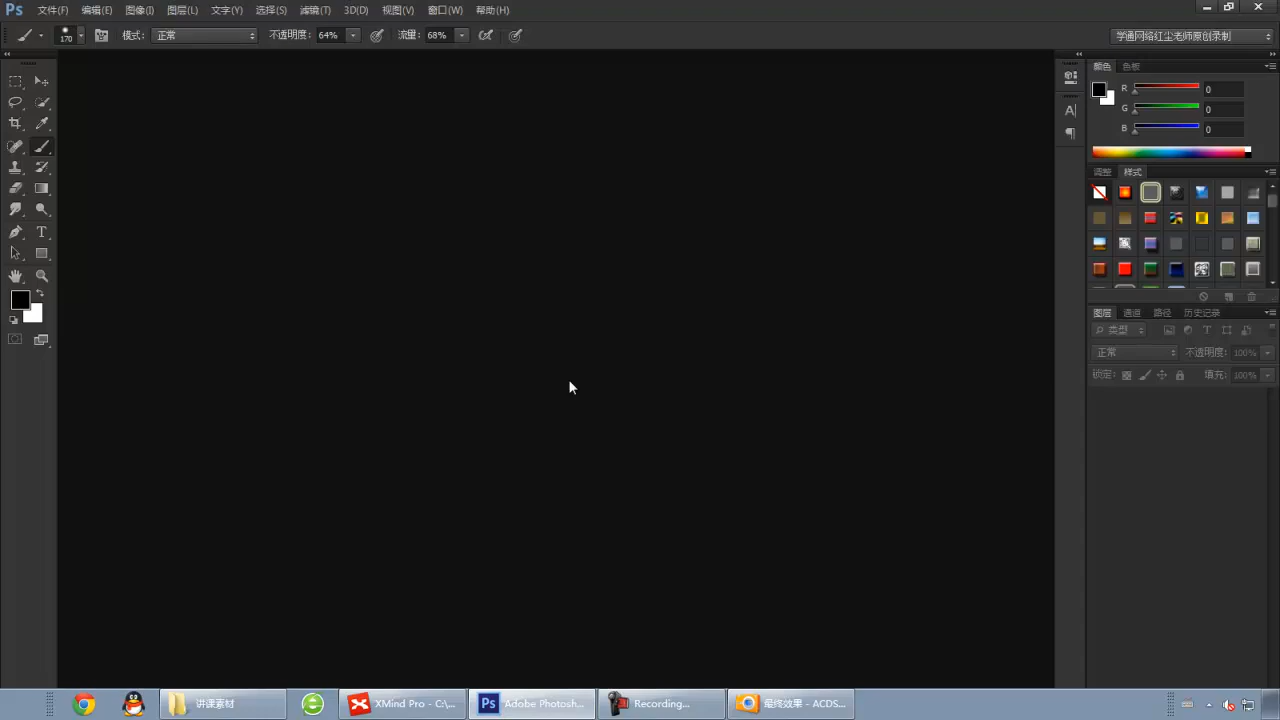 Ps 文件(F) 编辑(E) 图像(I) 图层(L) 文字(Y) 选择(S) 滤镜(T) 3D(D) 视图(V) 窗口(W) 帮助(H)
170 模式: 正常 不透明度: 64% 流量: 68% 学通网络红尘老师原创录制
颜色 色板
R 0
G 0
B 0
调整 样式
图层 通道 路径 历史记录
类型
正常 不透明度: 100%
锁定: 填充: 100%
讲课素材 XMind Pro - C:\... Ps Adobe Photosh... Recording... 最终效果 - ACDS...